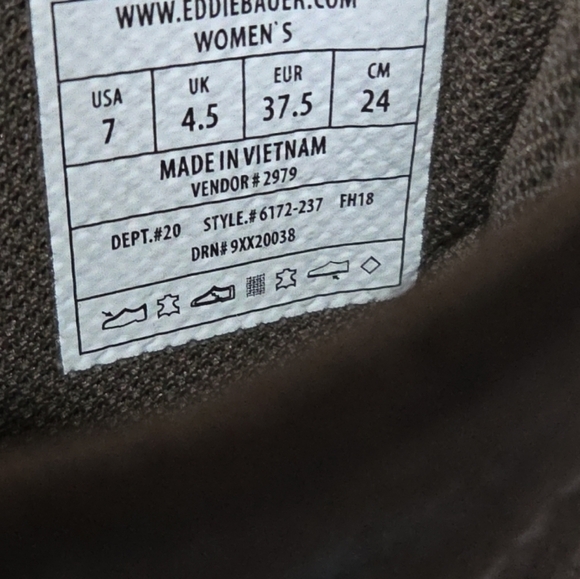 WWW.EDDIEBAUER.COM
WOMEN'S
USA UK EUR CM
7 4.5 37.5 24
MADE IN VIETNAM
VENDOR# 2979
DEPT.#20 STYLE.# 6172-237 FH18
DRN# 9XX20038